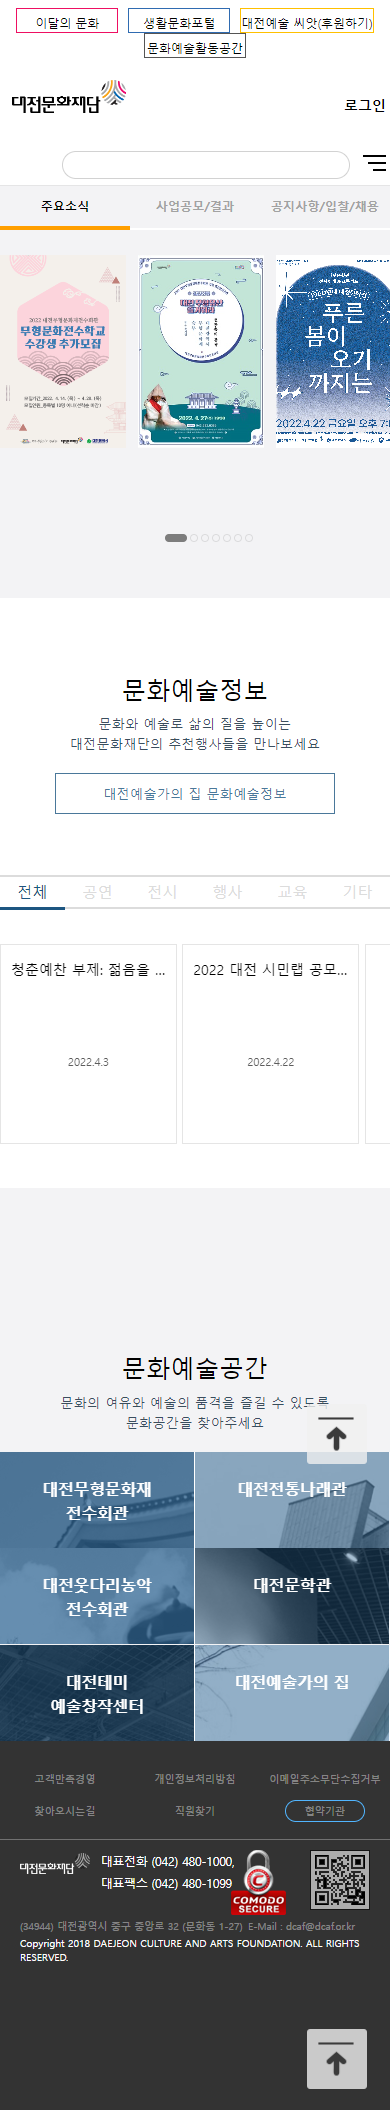 이달의 문화
생활문화포털
대전예술 씨앗(후원하기)
문화예술활동공간
대전문화재단
로그인
주요소식
사업공모/결과
공지사항/입찰/채용
2022 대전무형문화재전수회관
무형문화전수학교
수강생 추가모집
푸른
봄이
오기
까지는
2022.4.22 금요일 오후 7:
문화예술정보
문화와 예술로 삶의 질을 높이는
대전문화재단의 추천행사들을 만나보세요
대전예술가의 집 문화예술정보
전체
공연
전시
행사
교육
기타
청춘예찬 부제: 젊음을 ...
2022 대전 시민랩 공모...
2022.4.3
2022.4.22
문화예술공간
문화의 여유와 예술의 품격을 즐길 수 있도록
문화공간을 찾아주세요
대전무형문화재
전수회관
대전전통나래관
대전웃다리농악
전수회관
대전문학관
대전테미
예술창작센터
대전예술가의 집
고객만족경영
개인정보처리방침
이메일주소무단수집거부
찾아오시는길
직원찾기
협약기관
대전문화재단
대표전화 (042) 480-1000,
대표팩스 (042) 480-1099
COMODO
SECURE
(34944) 대전광역시 중구 중앙로 32 (문화동 1-27) E-Mail : dcaf@dcaf.or.kr
Copyright 2018 DAEJEON CULTURE AND ARTS FOUNDATION. ALL RIGHTS
RESERVED.